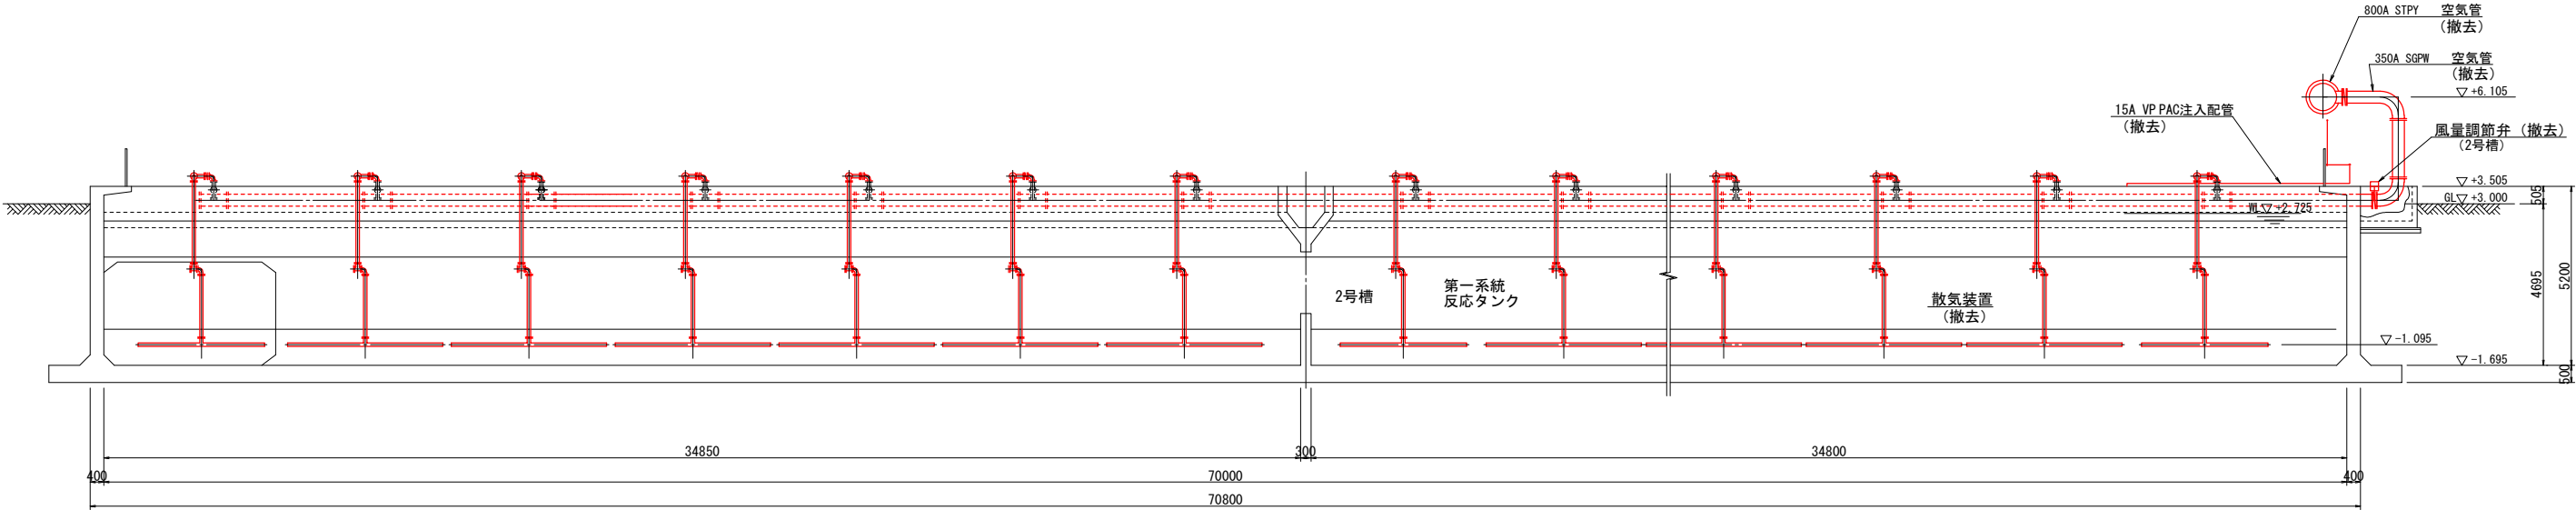 800A STPY 空気管
(撤去)
350A SGPW 空気管
(撤去)
▽+6.105
15A VP PAC注入配管
(撤去)
風量調節弁(撤去)
(2号槽)
▽+3.505
GL▽+3.000
WL▽+2.725
505
4695
5200
500
2号槽
第一系統
反応タンク
散気装置
(撤去)
▽-1.095
▽-1.695
34850
300
34800
400
70000
400
70800